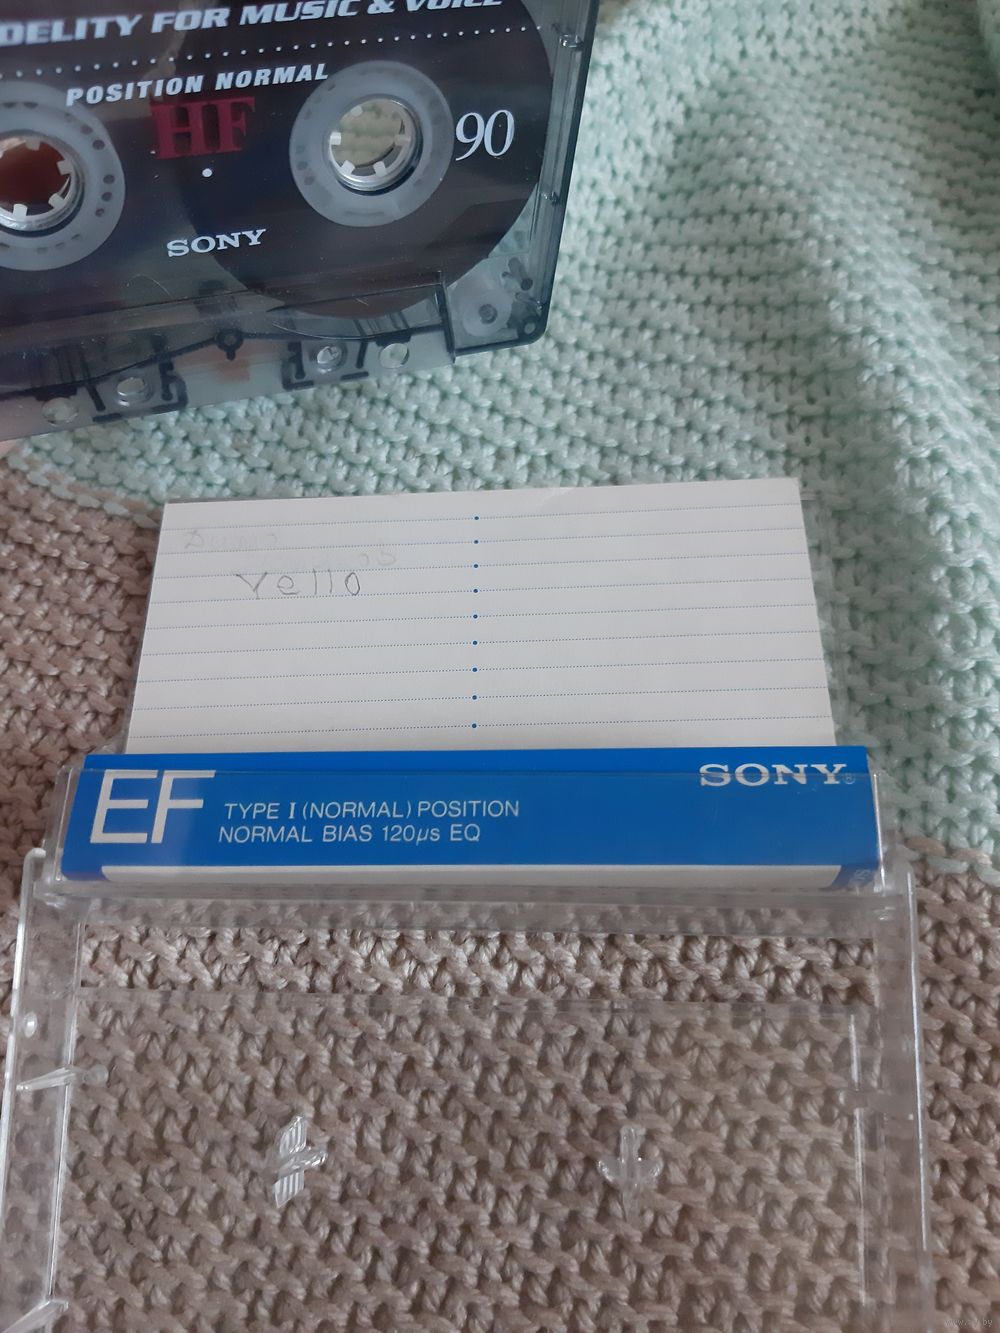 DELITY FOR MUSIC & VOICE
POSITION NORMAL
HF
90
SONY
Yello
SONY
EF
TYPE I (NORMAL) POSITION
NORMAL BIAS 120µs EQ